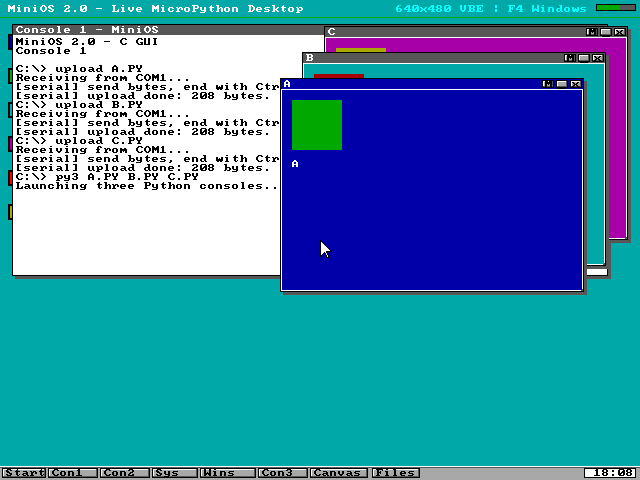 MiniOS 2.0 - Live MicroPython Desktop
640x480 VBE | F4 Windows
Console 1 - MiniOS
MiniOS 2.0 - C GUI
Console 1
C:\> upload A.PY
Receiving from COM1...
[serial] send bytes, end with Ctr
[serial] upload done: 208 bytes.
C:\> upload B.PY
Receiving from COM1...
[serial] send bytes, end with Ctr
[serial] upload done: 208 bytes.
C:\> upload C.PY
Receiving from COM1...
[serial] send bytes, end with Ctr
[serial] upload done: 208 bytes.
C:\> py3 A.PY B.PY C.PY
Launching three Python consoles..
C
B
A
A
Start Con1 Con2 Sys Wins Con3 Canvas Files 18:08